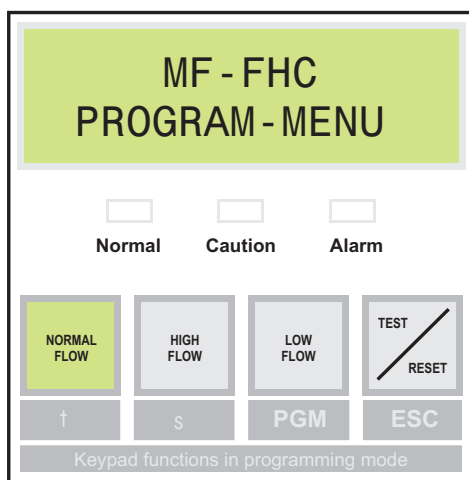 MF - FHC
PROGRAM - MENU
Normal Caution Alarm
NORMAL FLOW
HIGH FLOW
LOW FLOW
TEST
RESET
† s PGM ESC
Keypad functions in programming mode